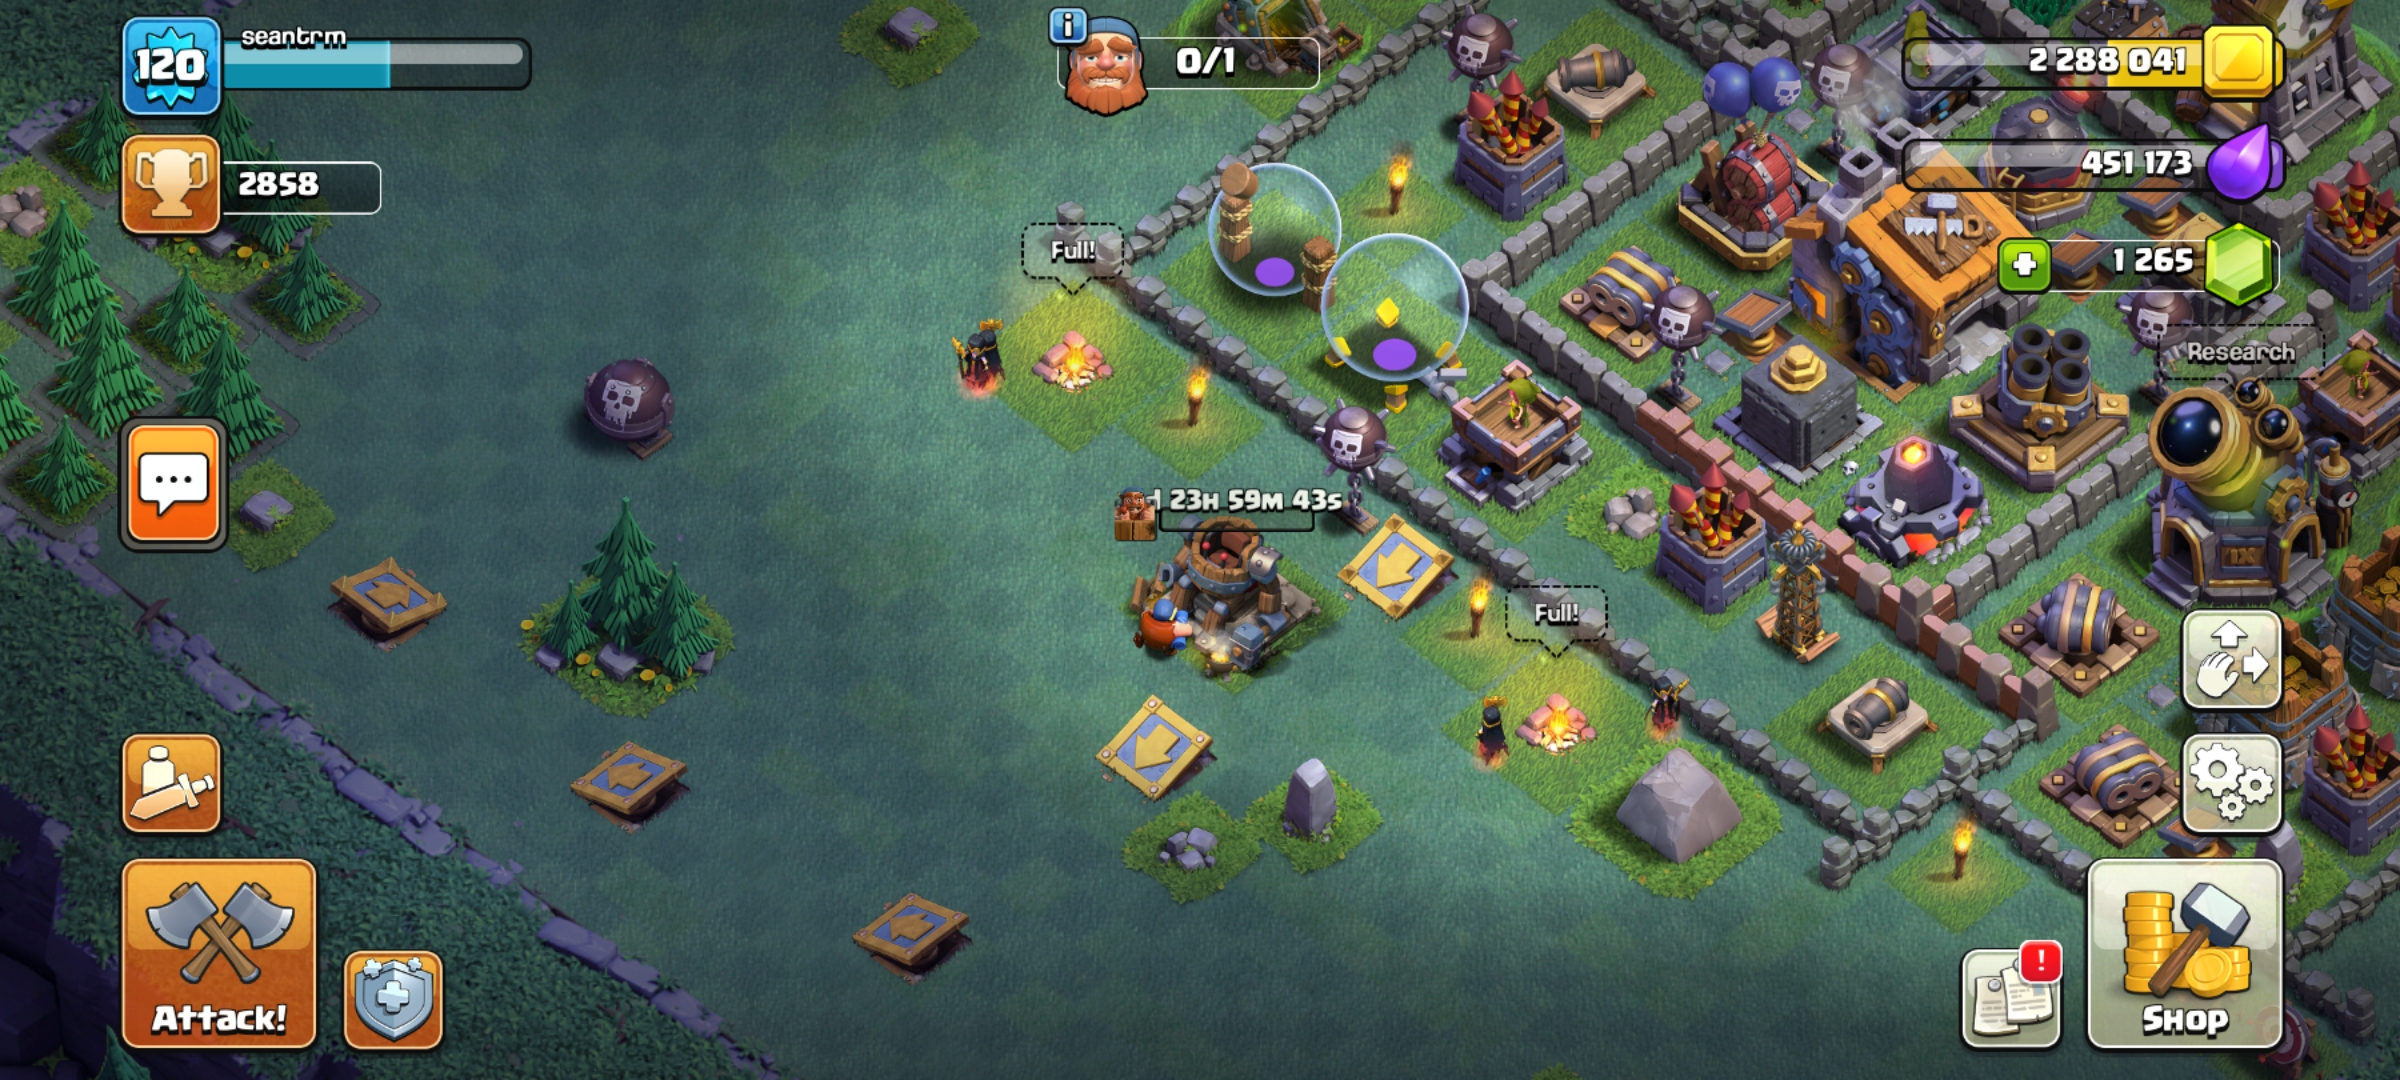 120
seantrm
i
0/1
2 288 041
2858
451 173
Full!
1 265
Research
23H 59M 43s
Full!
IX
Attack!
!
Shop